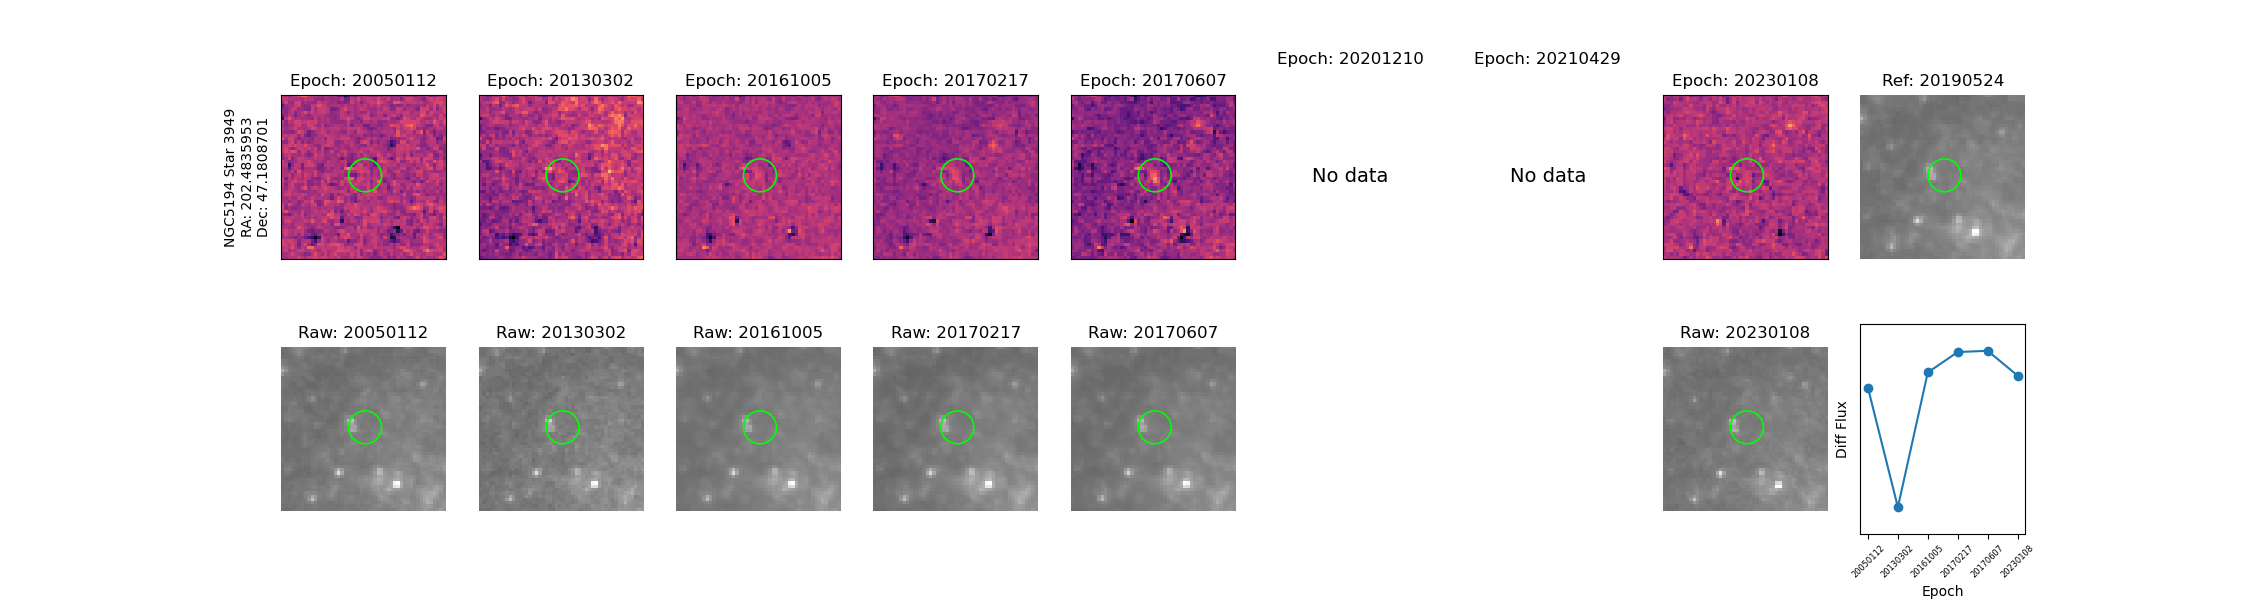 Epoch: 20201210
Epoch: 20210429
Epoch: 20050112
Epoch: 20130302
Epoch: 20161005
Epoch: 20170217
Epoch: 20170607
Epoch: 20230108
Ref: 20190524
NGC5194 Star 3949
RA: 202.4835953
Dec: 47.1808701
No data
No data
Raw: 20050112
Raw: 20130302
Raw: 20161005
Raw: 20170217
Raw: 20170607
Raw: 20230108
Diff Flux
20050112
20130302
20161005
20170217
20170607
20230108
Epoch